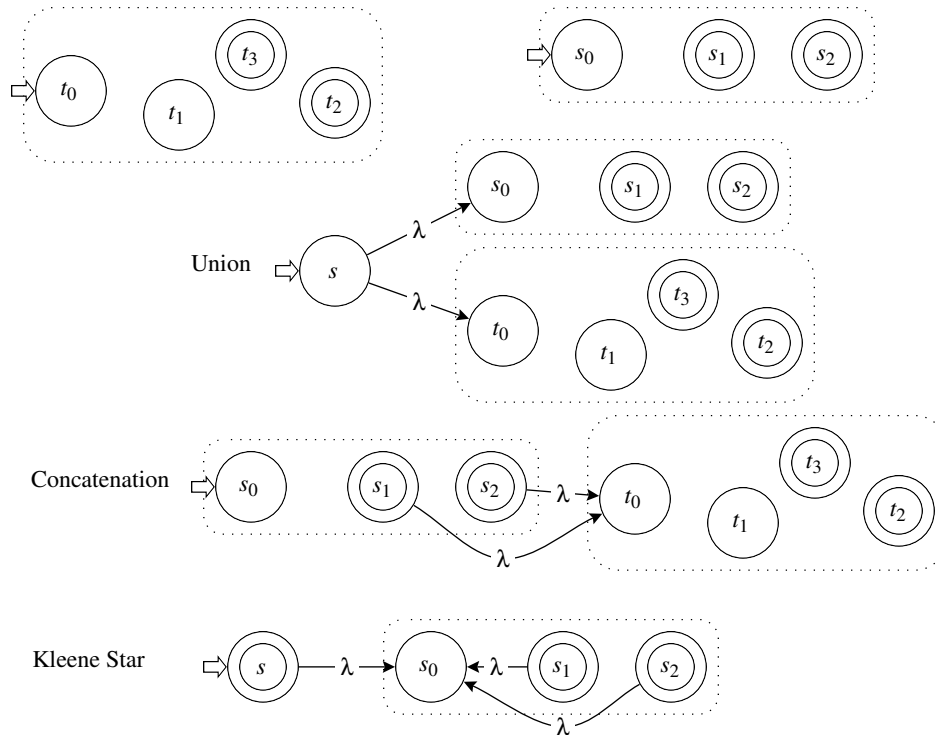 t0 t1 t3 t2
s0 s1 s2
s0 s1 s2
λ
Union s
λ
t0 t1 t3 t2
Concatenation s0 s1 s2 λ t0 t1 t3 t2
λ
Kleene Star s λ s0 λ s1 s2
λ